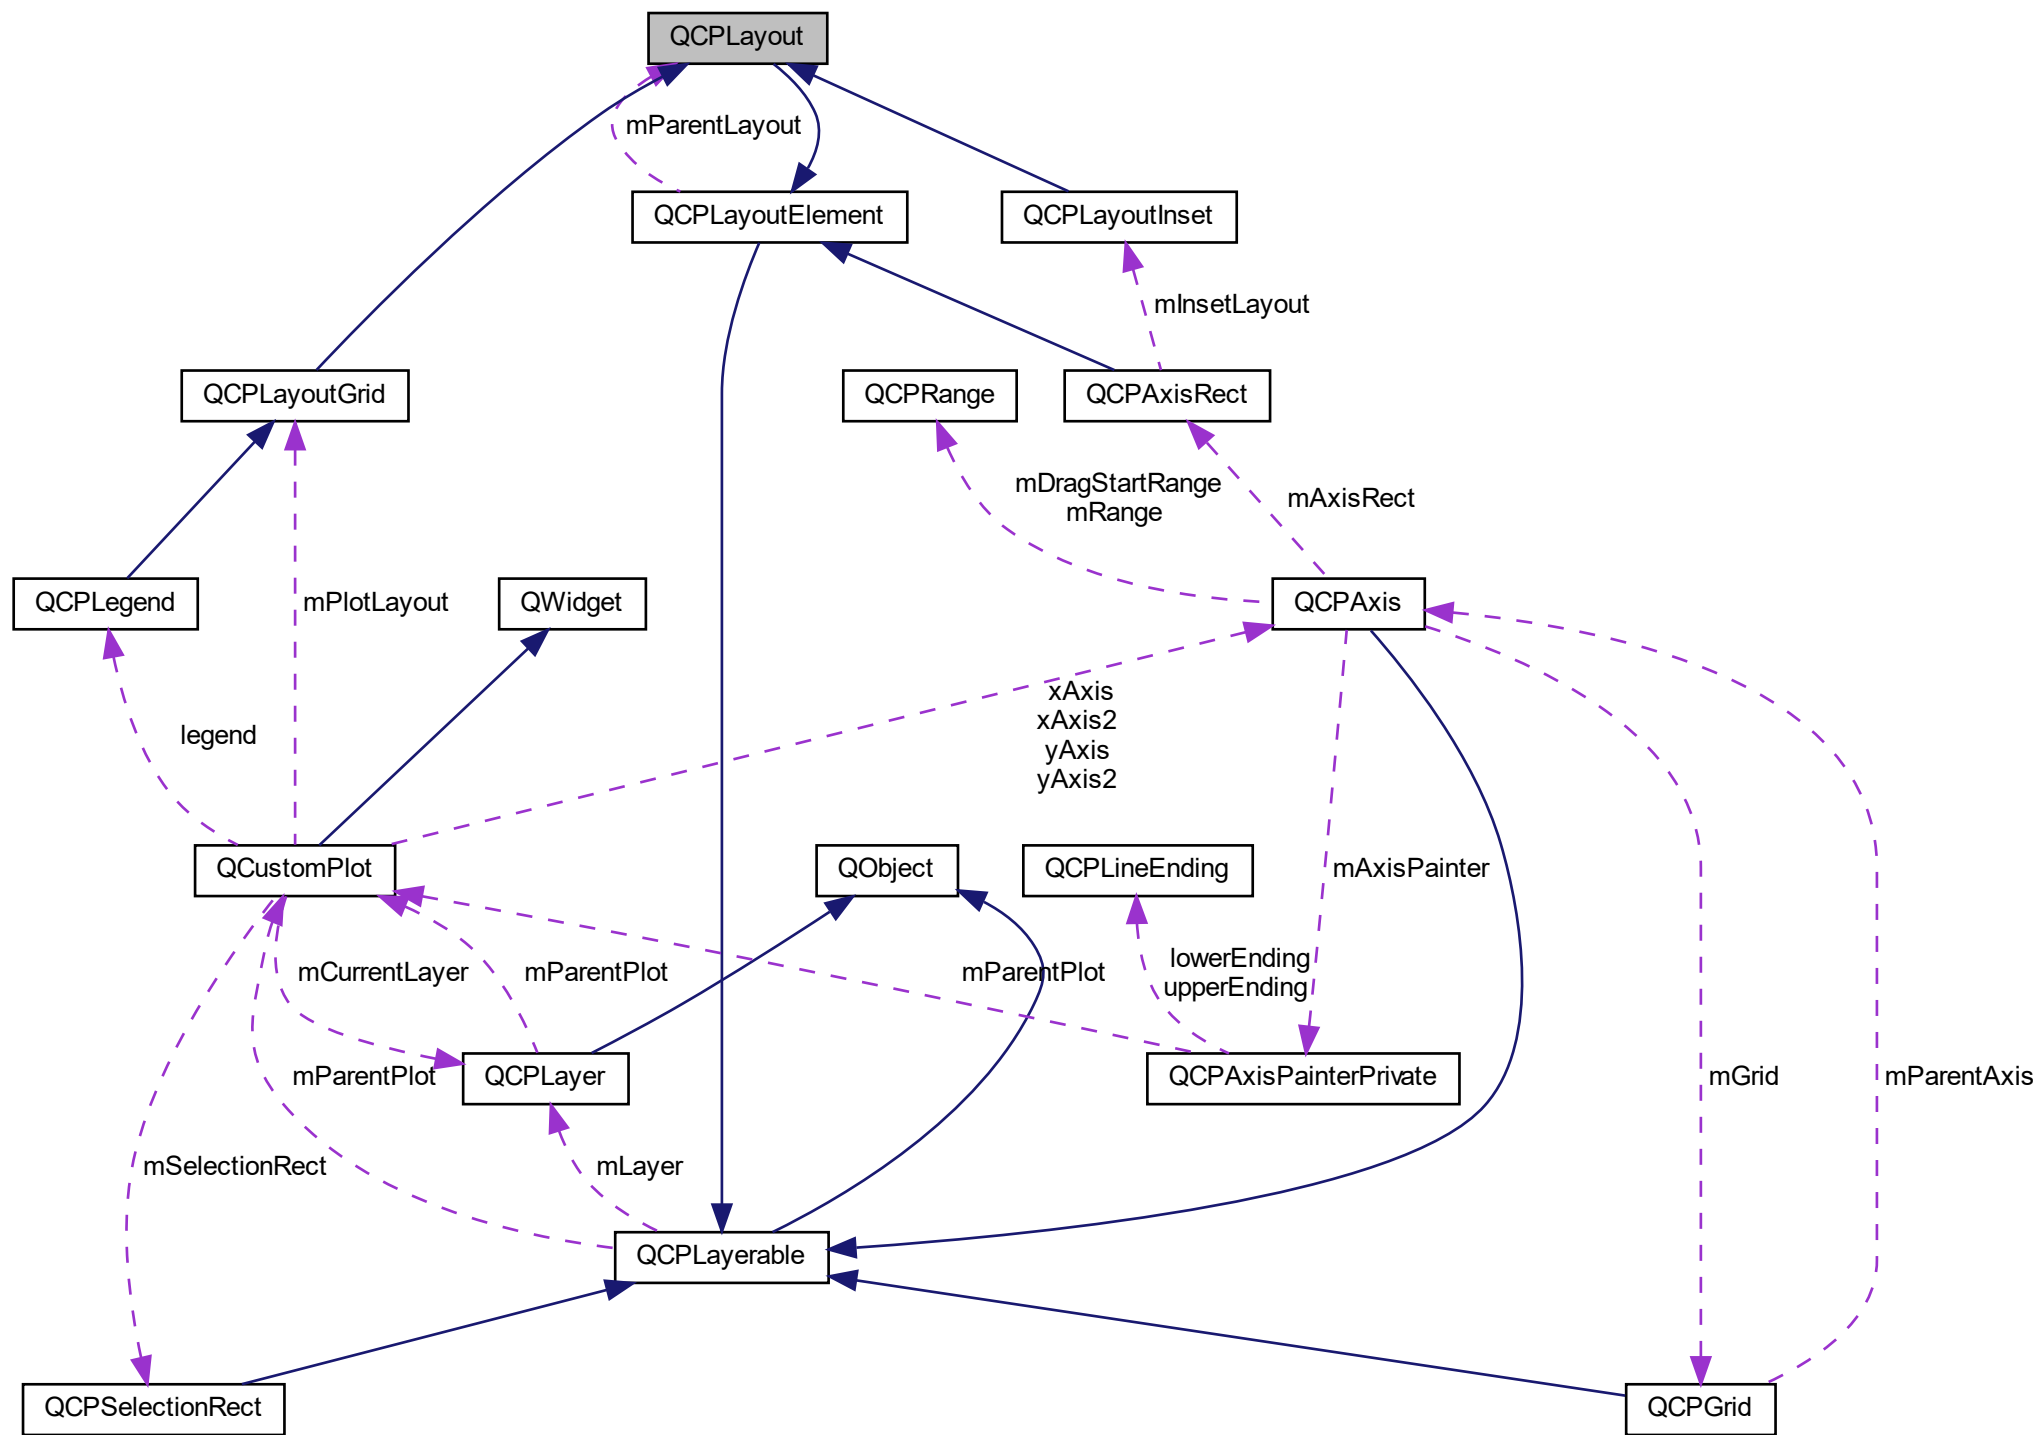 QCPLayout
mParentLayout
QCPLayoutElement
QCPLayoutInset
mInsetLayout
QCPLayoutGrid
QCPRange
QCPAxisRect
mDragStartRange
mRange
mAxisRect
QCPLegend
mPlotLayout
QWidget
QCPAxis
legend
xAxis
xAxis2
yAxis
yAxis2
QCustomPlot
QObject
QCPLineEnding
mAxisPainter
mCurrentLayer
mParentPlot
mParentPlot
lowerEnding
upperEnding
mParentPlot
QCPLayer
QCPAxisPainterPrivate
mGrid
mParentAxis
mSelectionRect
mLayer
QCPLayerable
QCPSelectionRect
QCPGrid